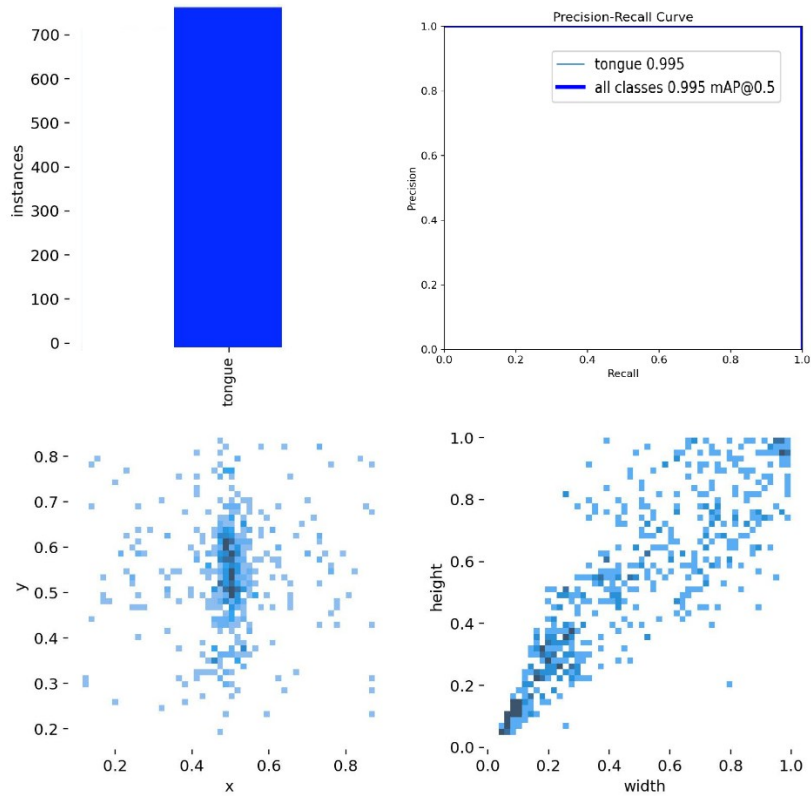 700
600
500
400
300
200
100
0
instances
tongue
Precision-Recall Curve
1.0
0.8
0.6
0.4
0.2
0.0
Precision
tongue 0.995
all classes 0.995 mAP@0.5
0.0 0.2 0.4 0.6 0.8 1.0
Recall
0.8
0.7
0.6
0.5
0.4
0.3
0.2
y
0.2 0.4 0.6 0.8
x
1.0
0.8
0.6
0.4
0.2
0.0
height
0.0 0.2 0.4 0.6 0.8 1.0
width